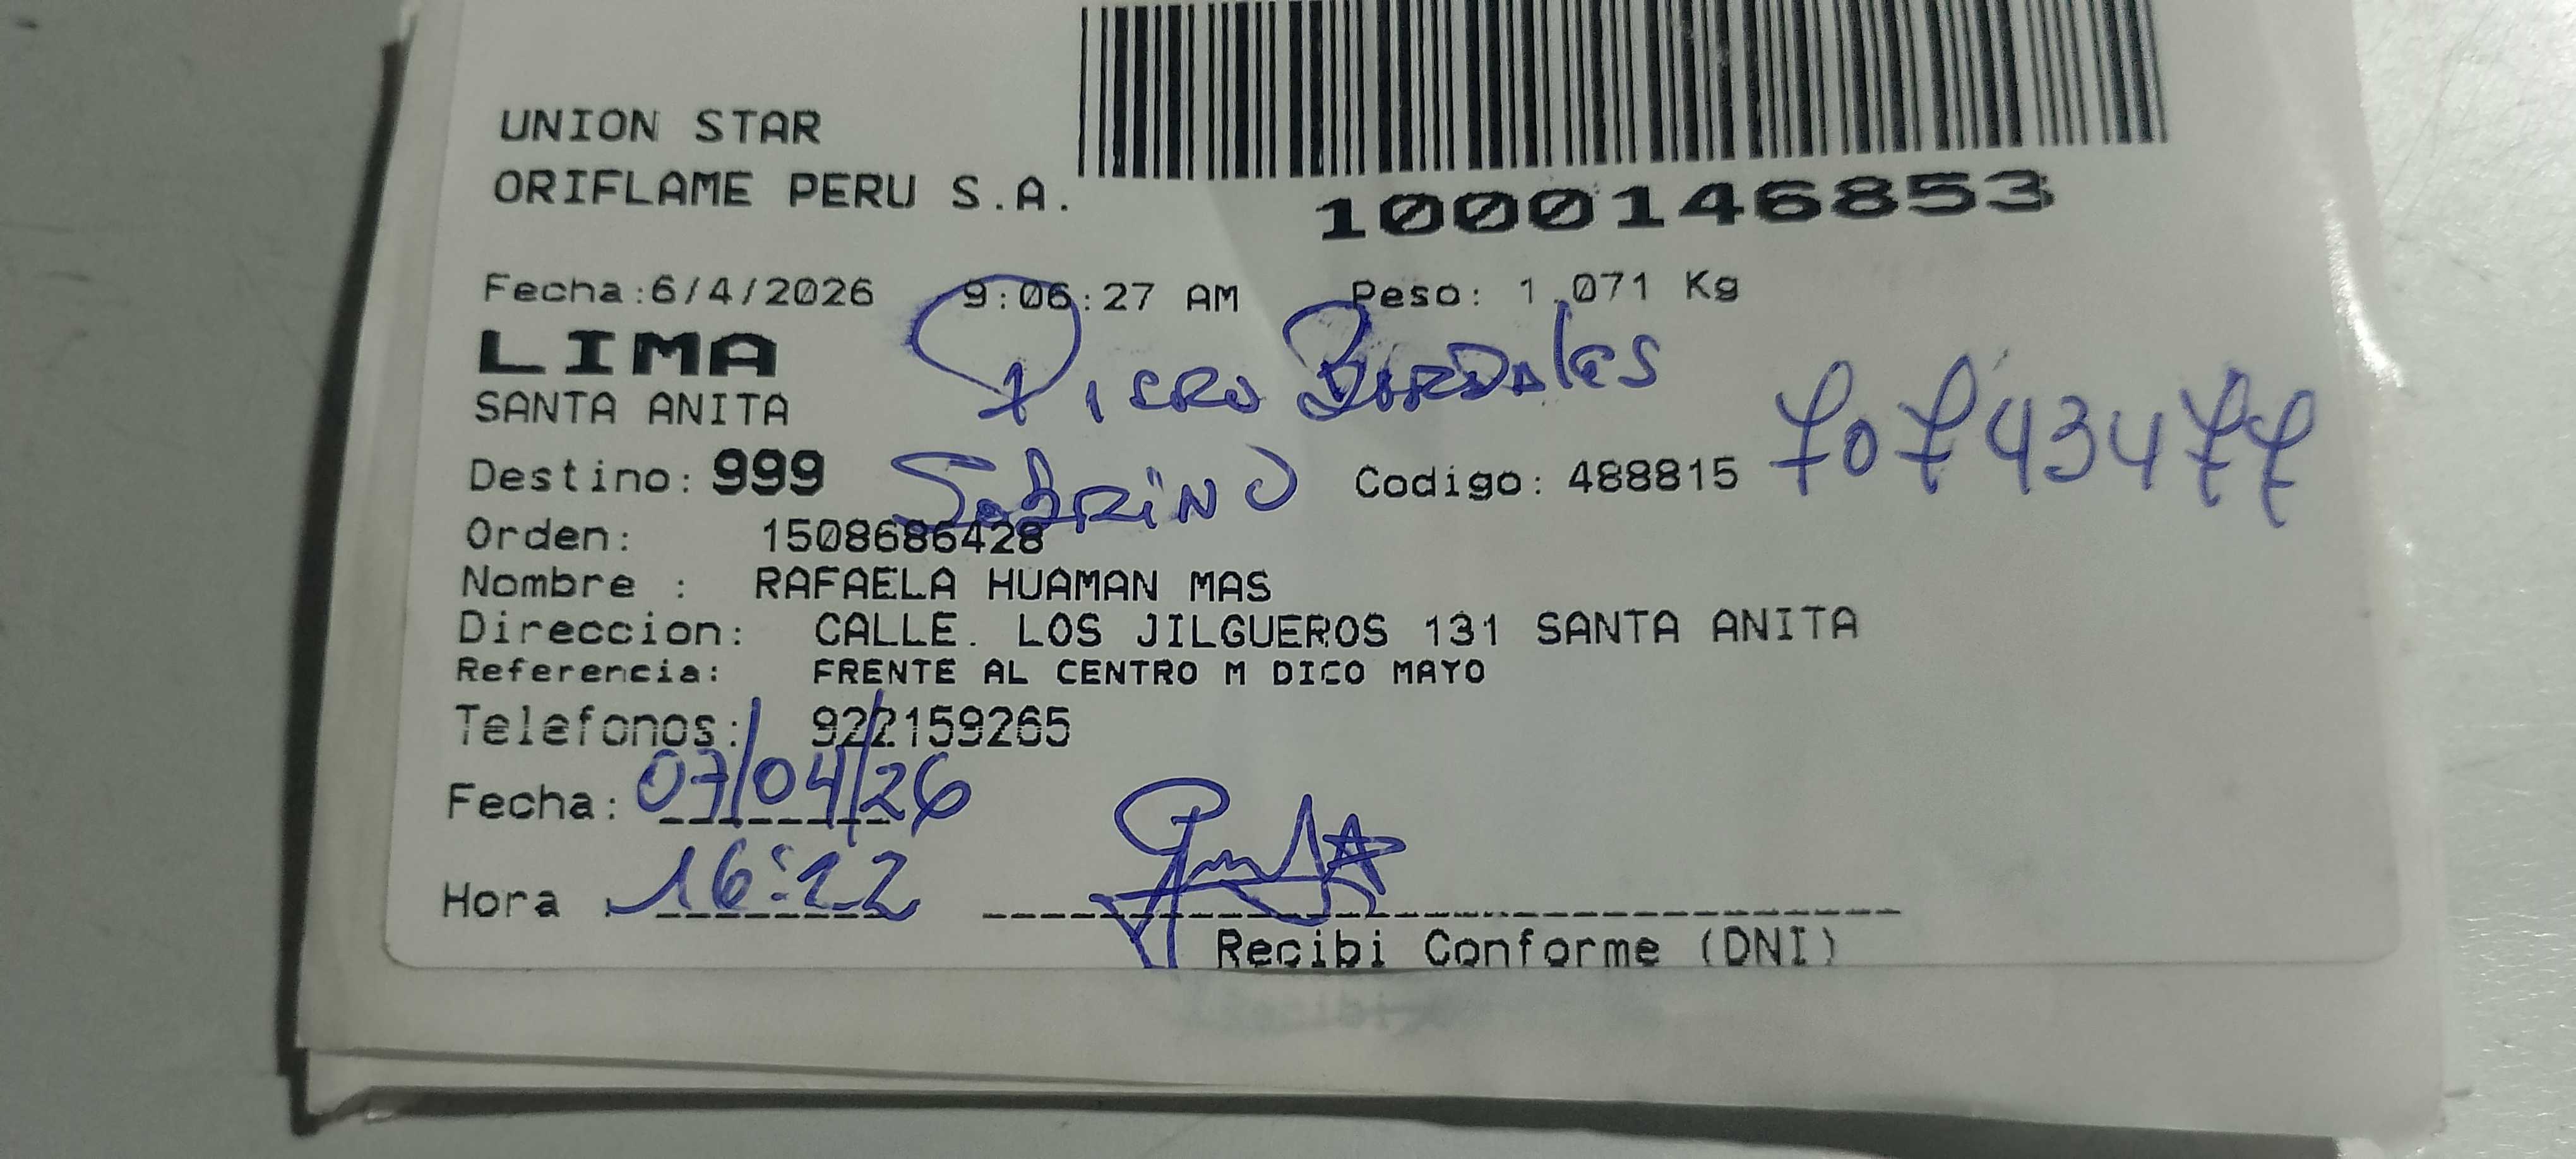 UNION STAR
ORIFLAME PERU S.A.
1000146853
Fecha:6/4/2026 9:06:27 AM Peso: 1.071 Kg
LIMA
Piero Bardales
SANTA ANITA
70743477
Destino: 999 Sobrino Codigo: 488815
Orden: 1508686428
Nombre : RAFAELA HUAMAN MAS
Direccion: CALLE. LOS JILGUEROS 131 SANTA ANITA
Referencia: FRENTE AL CENTRO M DICO MAYO
Telefonos: 922159265
Fecha: 07/04/26
Hora : 16:22
Recibi Conforme (DNI)